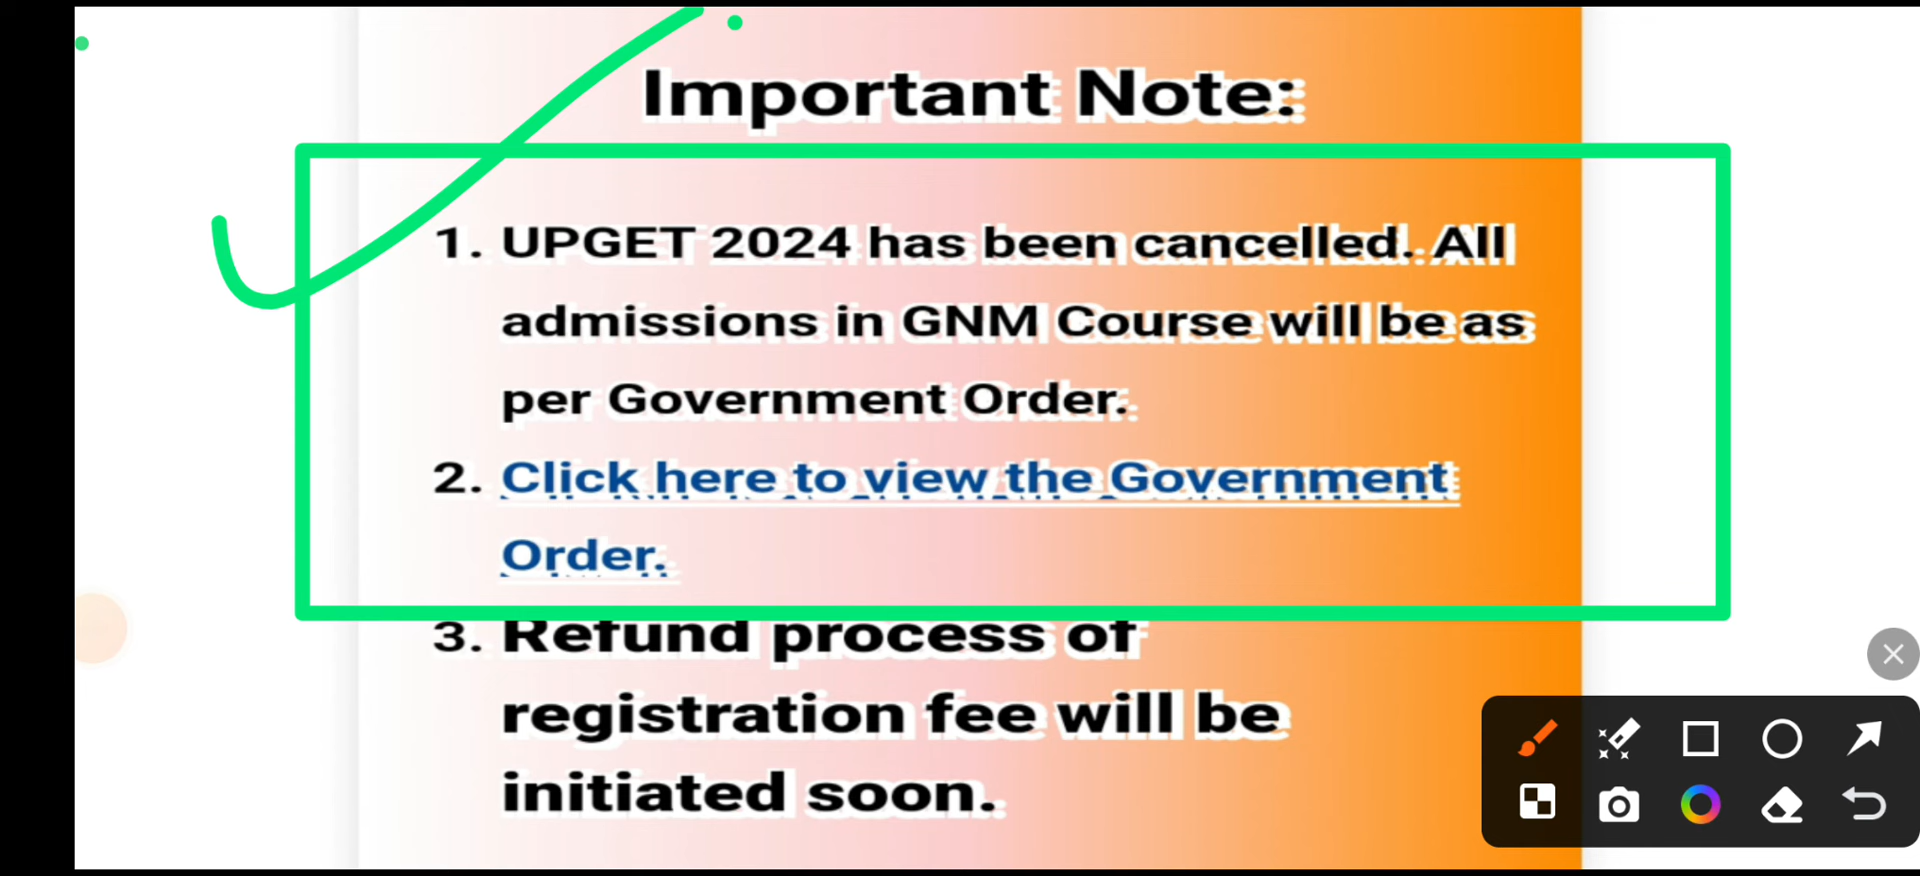 Important Note:
1. UPGET 2024 has been cancelled. All
admissions in GNM Course will be as
per Government Order.
2. Click here to view the Government
Order.
3. Refund process of
registration fee will be
initiated soon.